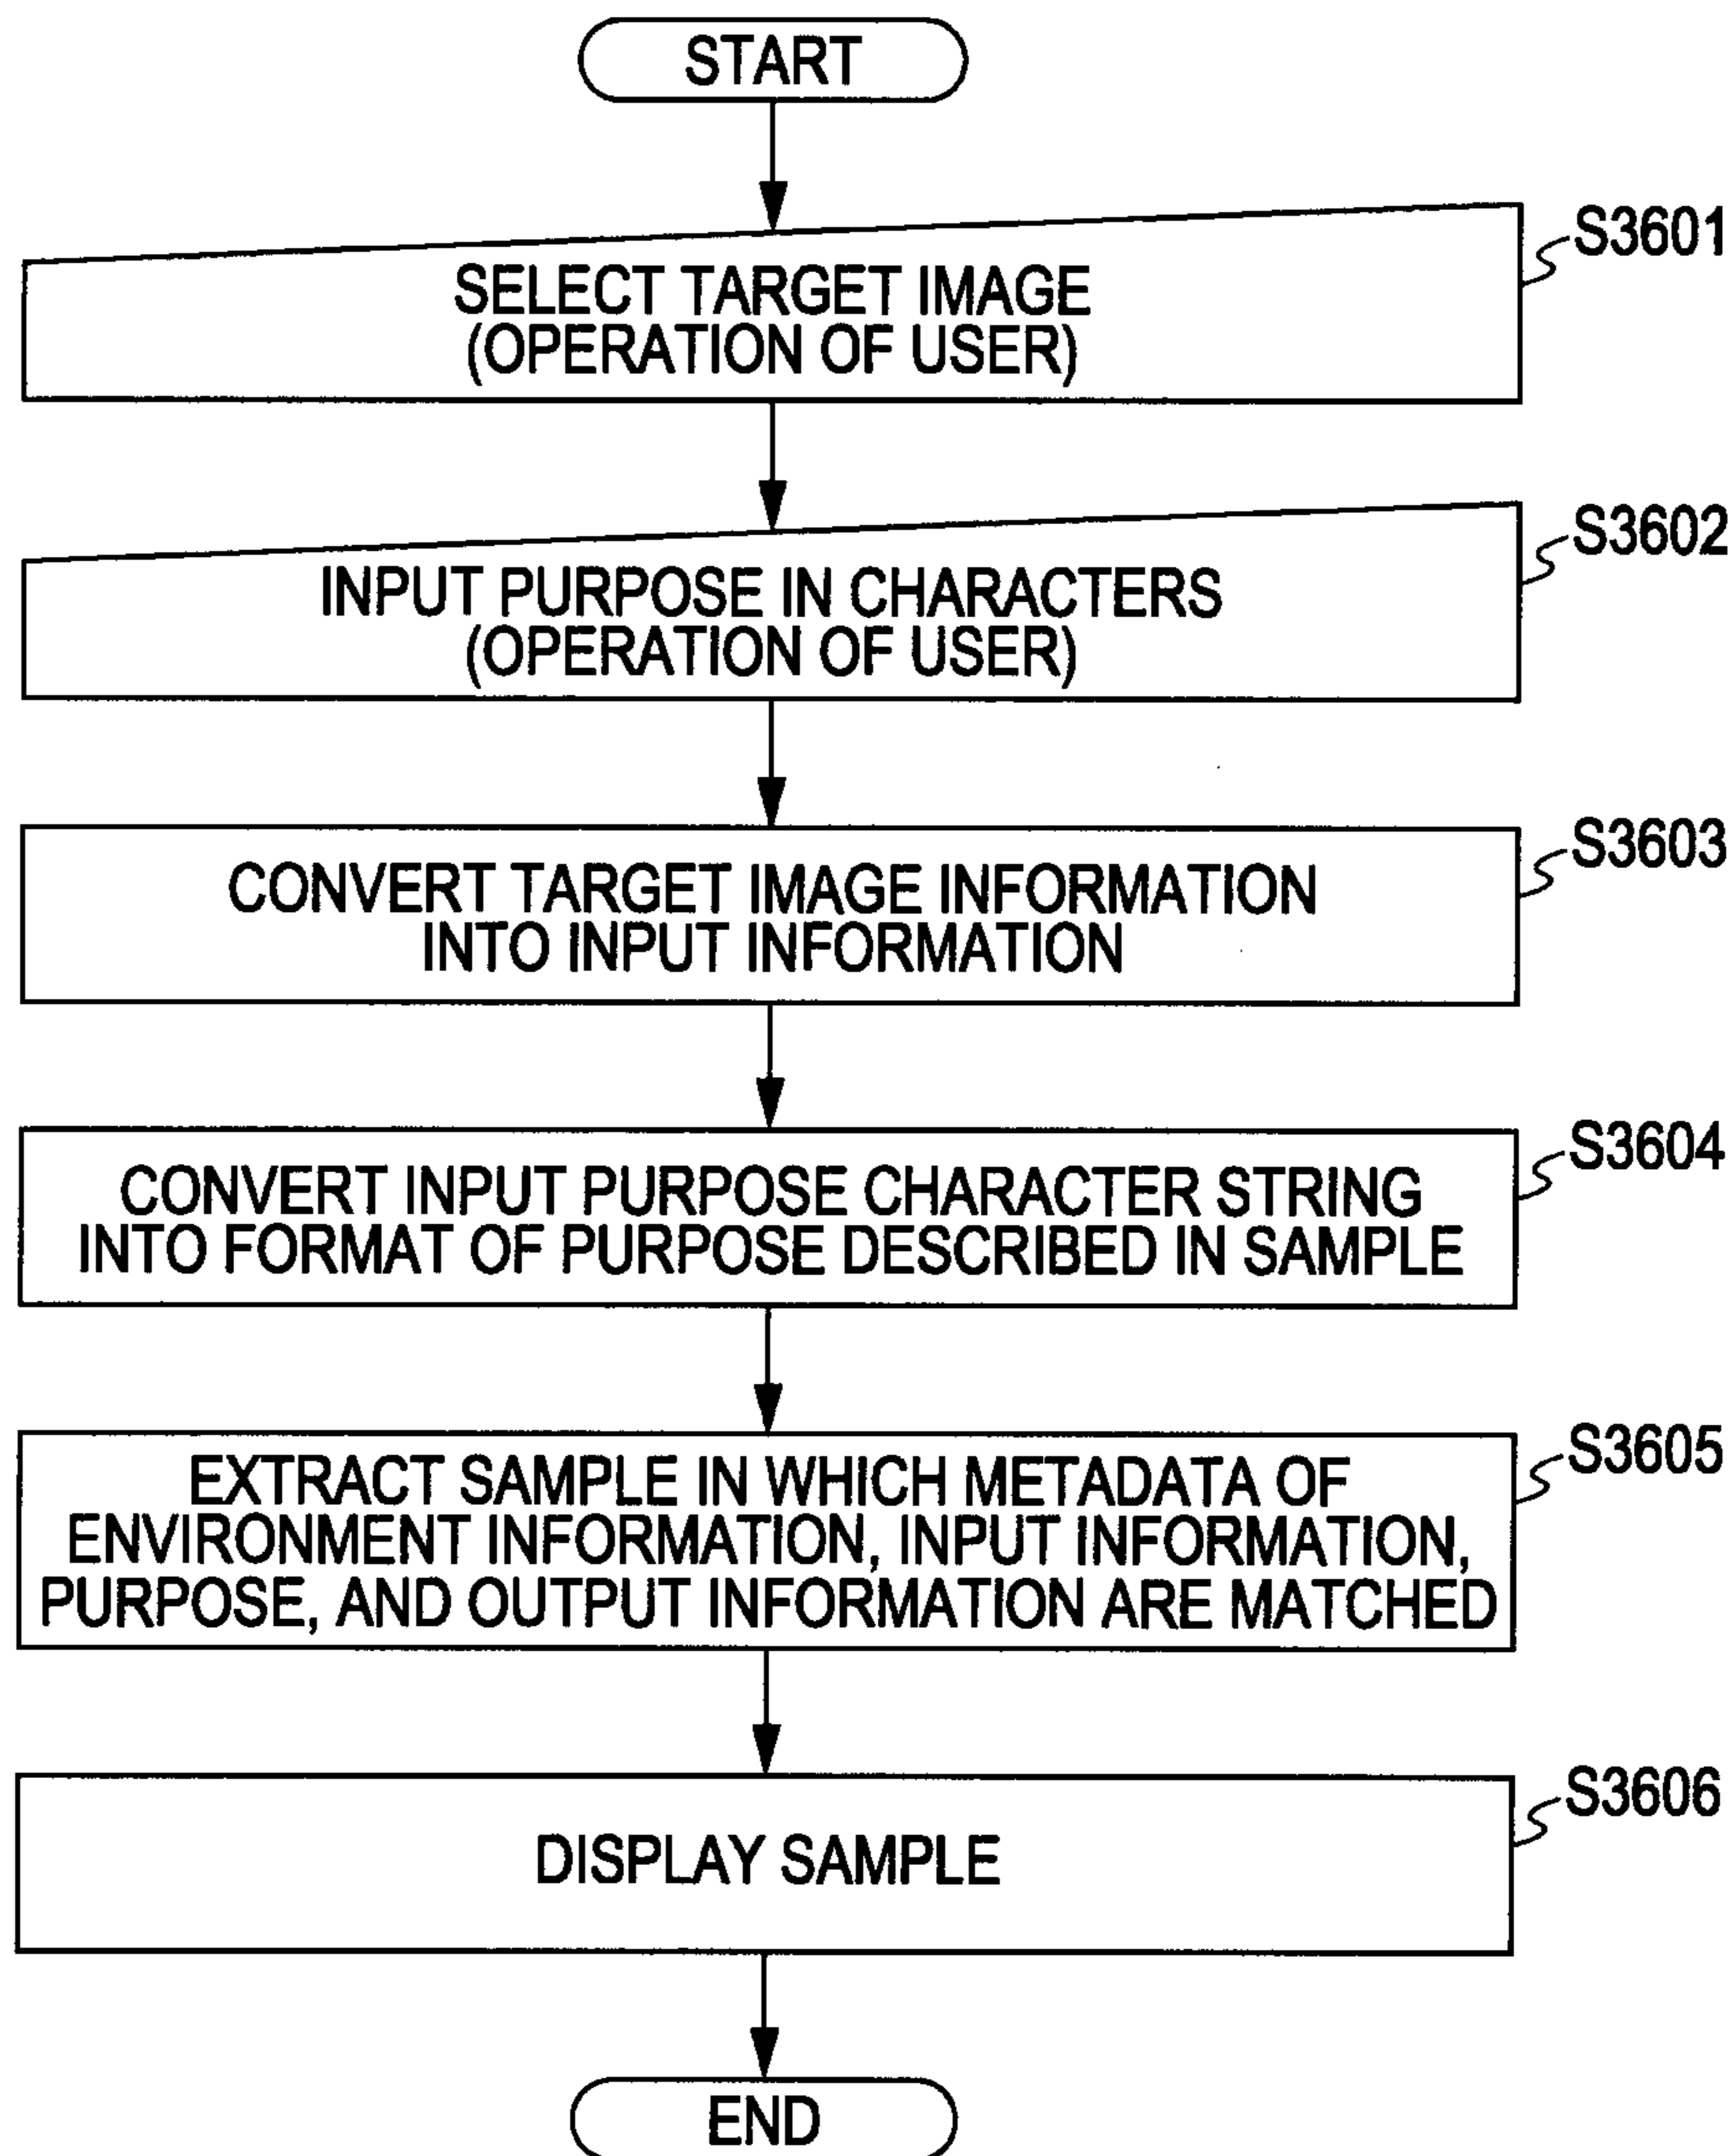 START
S3601
SELECT TARGET IMAGE
(OPERATION OF USER)
S3602
INPUT PURPOSE IN CHARACTERS
(OPERATION OF USER)
S3603
CONVERT TARGET IMAGE INFORMATION
INTO INPUT INFORMATION
S3604
CONVERT INPUT PURPOSE CHARACTER STRING
INTO FORMAT OF PURPOSE DESCRIBED IN SAMPLE
S3605
EXTRACT SAMPLE IN WHICH METADATA OF
ENVIRONMENT INFORMATION, INPUT INFORMATION,
PURPOSE, AND OUTPUT INFORMATION ARE MATCHED
S3606
DISPLAY SAMPLE
END